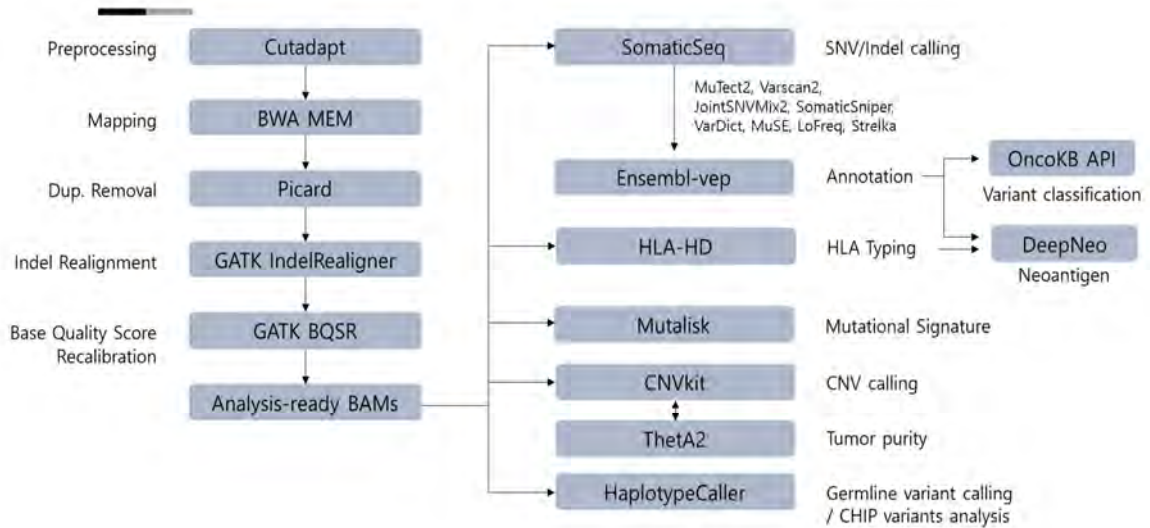 Preprocessing
Cutadapt
Mapping
BWA MEM
Dup. Removal
Picard
Indel Realignment
GATK IndelRealigner
Base Quality Score
Recalibration
GATK BQSR
Analysis-ready BAMs
SomaticSeq
SNV/Indel calling
MuTect2, Varscan2,
JointSNVMix2, SomaticSniper,
VarDict, MuSE, LoFreq, Strelka
Ensembl-vep
Annotation
OncoKB API
Variant classification
HLA-HD
HLA Typing
DeepNeo
Neoantigen
Mutalisk
Mutational Signature
CNVkit
CNV calling
ThetA2
Tumor purity
HaplotypeCaller
Germline variant calling
/ CHIP variants analysis